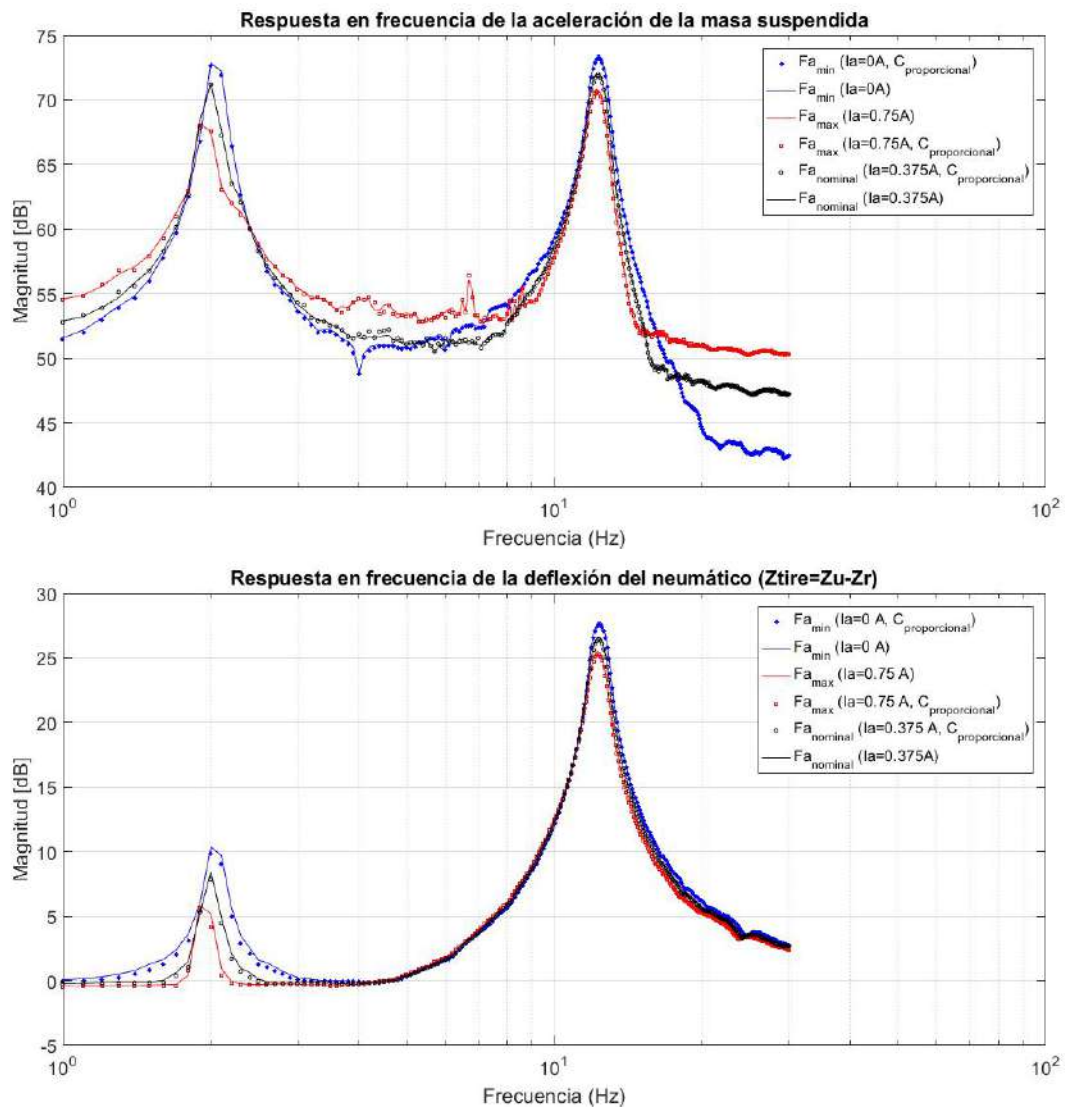 Respuesta en frecuencia de la aceleración de la masa suspendida
75
70
65
60
55
50
45
40
Magnitud [dB]
Fa_min (Ia=0A, C_proporcional)
Fa_min (Ia=0A)
Fa_max (Ia=0.75A)
Fa_max (Ia=0.75A, C_proporcional)
Fa_nominal (Ia=0.375A, C_proporcional)
Fa_nominal (Ia=0.375A)
10^0 10^1 10^2
Frecuencia (Hz)
Respuesta en frecuencia de la deflexión del neumático (Ztire=Zu-Zr)
30
25
20
15
10
5
0
-5
Magnitud [dB]
Fa_min (Ia=0 A, C_proporcional)
Fa_min (Ia=0 A)
Fa_max (Ia=0.75 A)
Fa_max (Ia=0.75 A, C_proporcional)
Fa_nominal (Ia=0.375 A, C_proporcional)
Fa_nominal (Ia=0.375A)
10^0 10^1 10^2
Frecuencia (Hz)